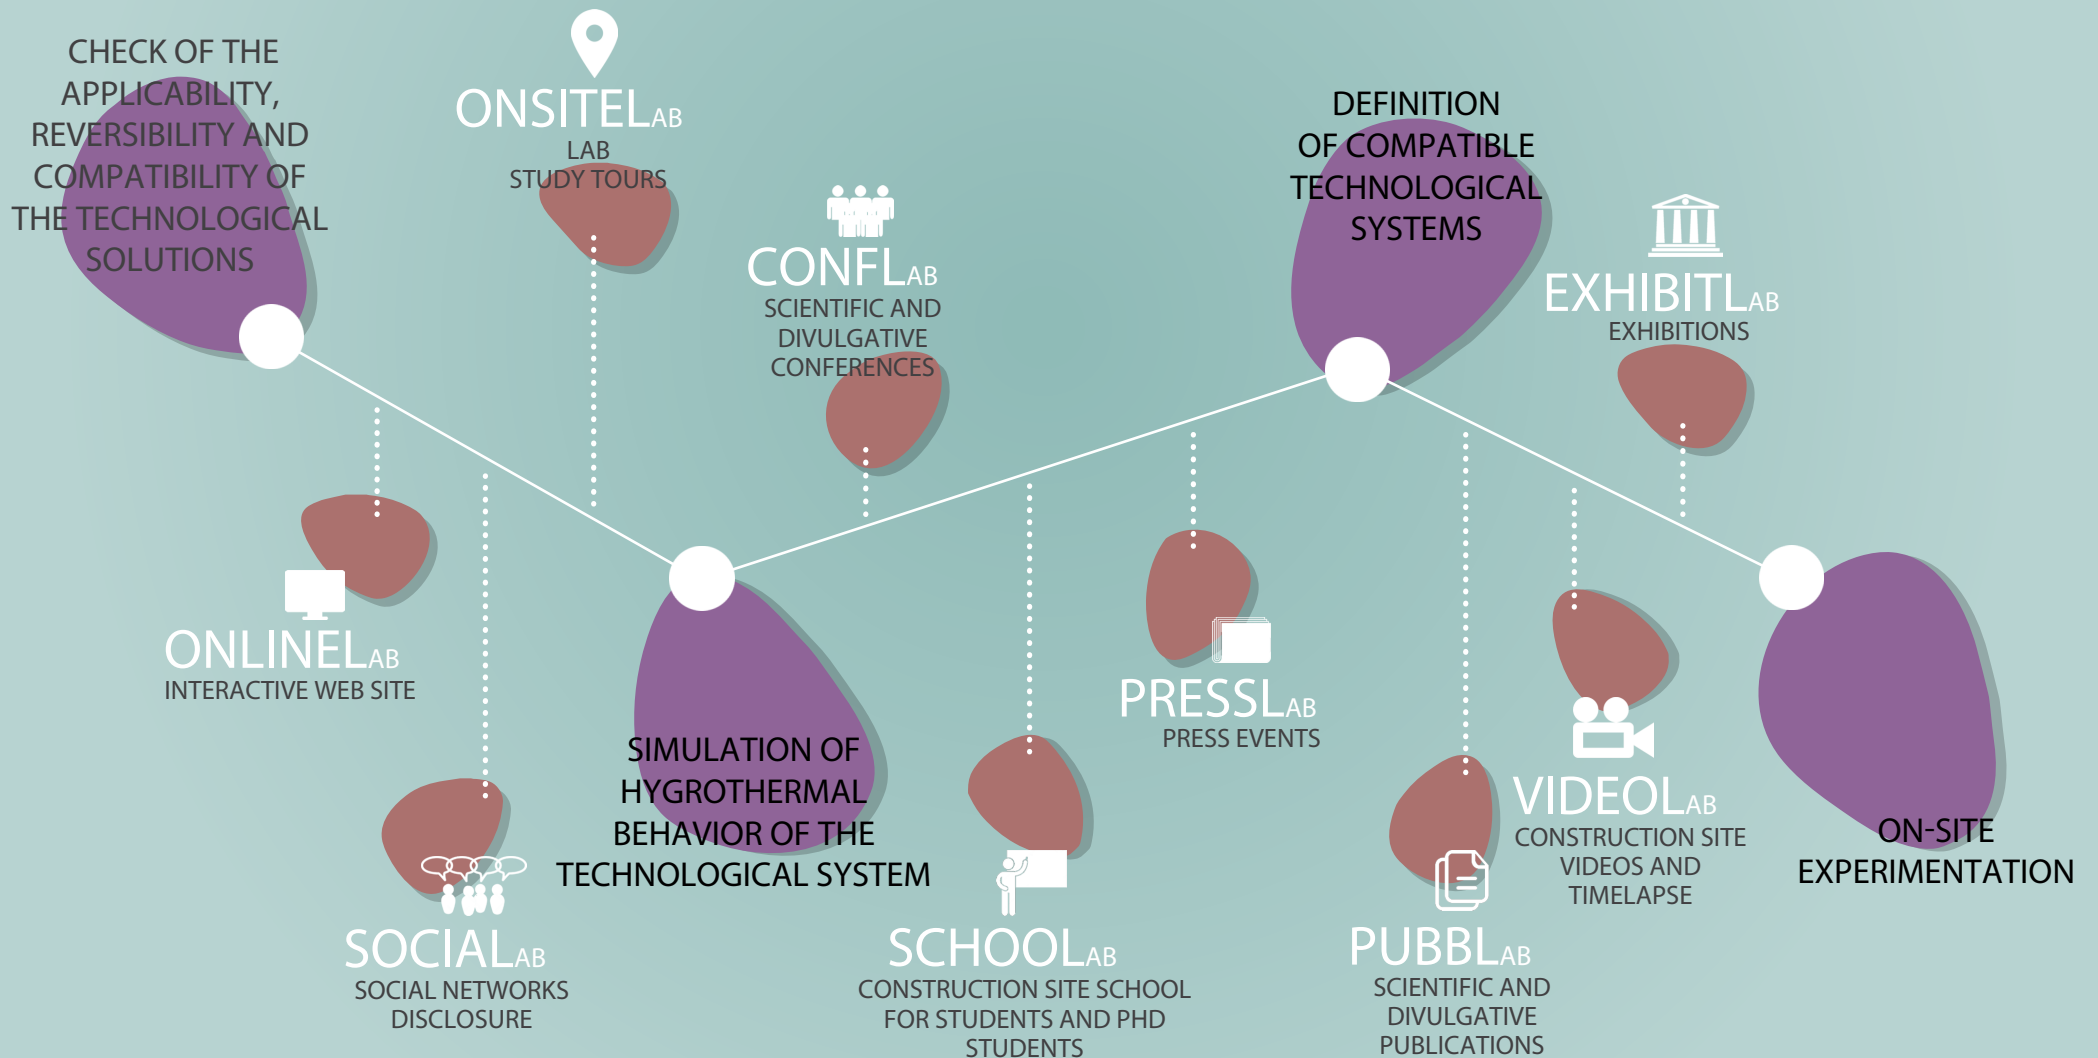 CHECK OF THE
APPLICABILITY,
REVERSIBILITY AND
COMPATIBILITY OF
THE TECHNOLOGICAL
SOLUTIONS
ONSITELAB
LAB
STUDY TOURS
CONFLAB
SCIENTIFIC AND
DIVULGATIVE
CONFERENCES
DEFINITION
OF COMPATIBLE
TECHNOLOGICAL
SYSTEMS
EXHIBITLAB
EXHIBITIONS
ONLINELAB
INTERACTIVE WEB SITE
SOCIALAB
SOCIAL NETWORKS
DISCLOSURE
SIMULATION OF
HYGROTHERMAL
BEHAVIOR OF THE
TECHNOLOGICAL SYSTEM
SCHOOLAB
CONSTRUCTION SITE SCHOOL
FOR STUDENTS AND PHD
STUDENTS
PRESSLAB
PRESS EVENTS
PUBBLAB
SCIENTIFIC AND
DIVULGATIVE
PUBLICATIONS
VIDEOLAB
CONSTRUCTION SITE
VIDEOS AND
TIMELAPSE
ON-SITE
EXPERIMENTATION